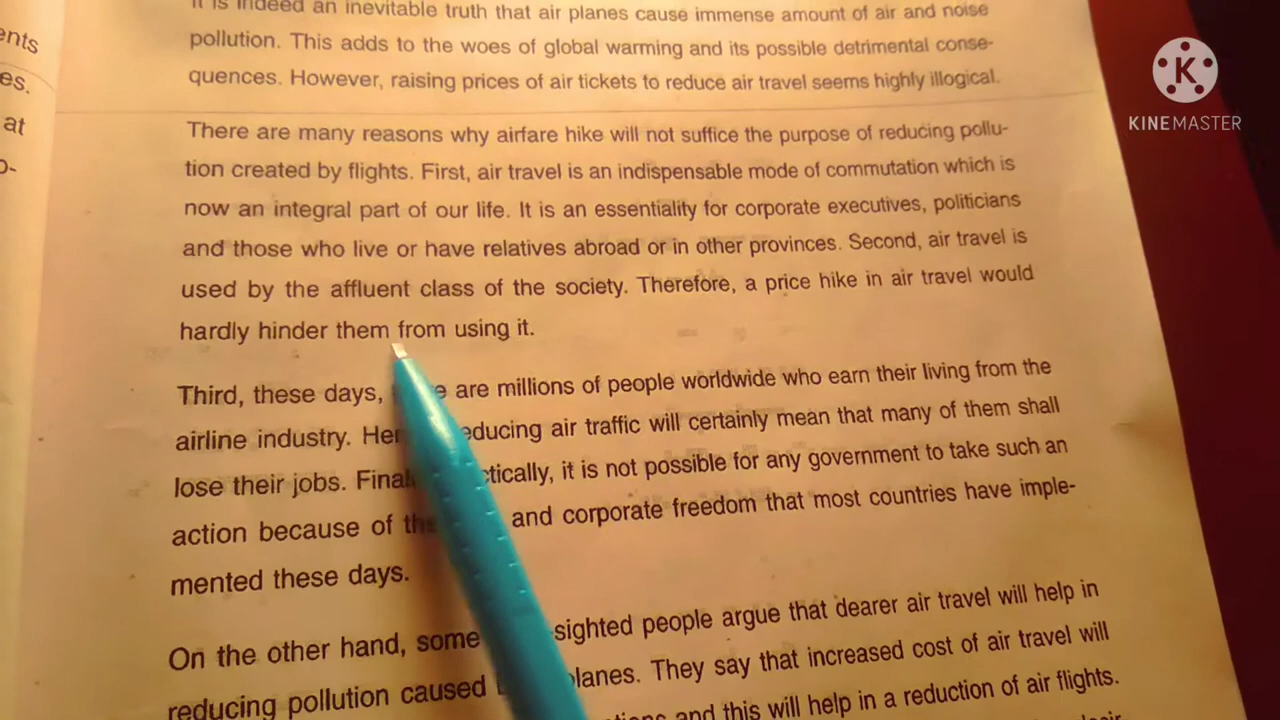 It is indeed an inevitable truth that air planes cause immense amount of air and noise
pollution. This adds to the woes of global warming and its possible detrimental conse-
quences. However, raising prices of air tickets to reduce air travel seems highly illogical.
There are many reasons why airfare hike will not suffice the purpose of reducing pollu-
tion created by flights. First, air travel is an indispensable mode of commutation which is
now an integral part of our life. It is an essentiality for corporate executives, politicians
and those who live or have relatives abroad or in other provinces. Second, air travel is
used by the affluent class of the society. Therefore, a price hike in air travel would
hardly hinder them from using it.
Third, these days, are millions of people worldwide who earn their living from the
airline industry. reducing air traffic will certainly mean that many of them shall
lose their jobs. it is not possible for any government to take such an
action because of and corporate freedom that most countries have imple-
mented these days.
On the other hand, some sighted people argue that dearer air travel will help in
reducing pollution caused They say that increased cost of air travel will
and this will help in a reduction of air flights.
es.
at
KINEMASTER